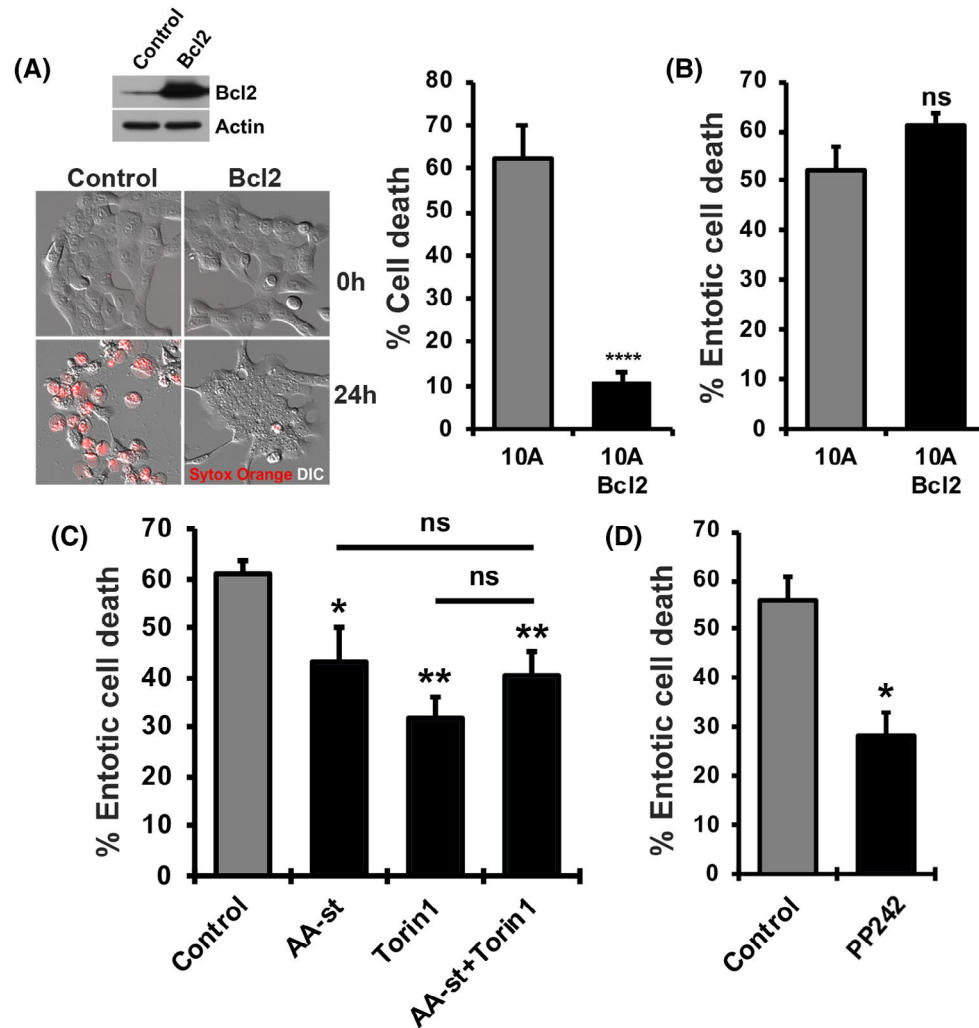 (A)
Control
Bcl2
Bcl2
Actin
Control
Bcl2
0h
24h
Sytox Orange DIC
% Cell death
80
70
60
50
40
30
20
10
0
****
10A
10A
Bcl2
(B)
% Entotic cell death
80
70
60
50
40
30
20
10
0
ns
10A
10A
Bcl2
(C)
% Entotic cell death
70
60
50
40
30
20
10
0
ns
ns
*
**
**
Control
AA-st
Torin1
AA-st+Torin1
(D)
% Entotic cell death
70
60
50
40
30
20
10
0
*
Control
PP242